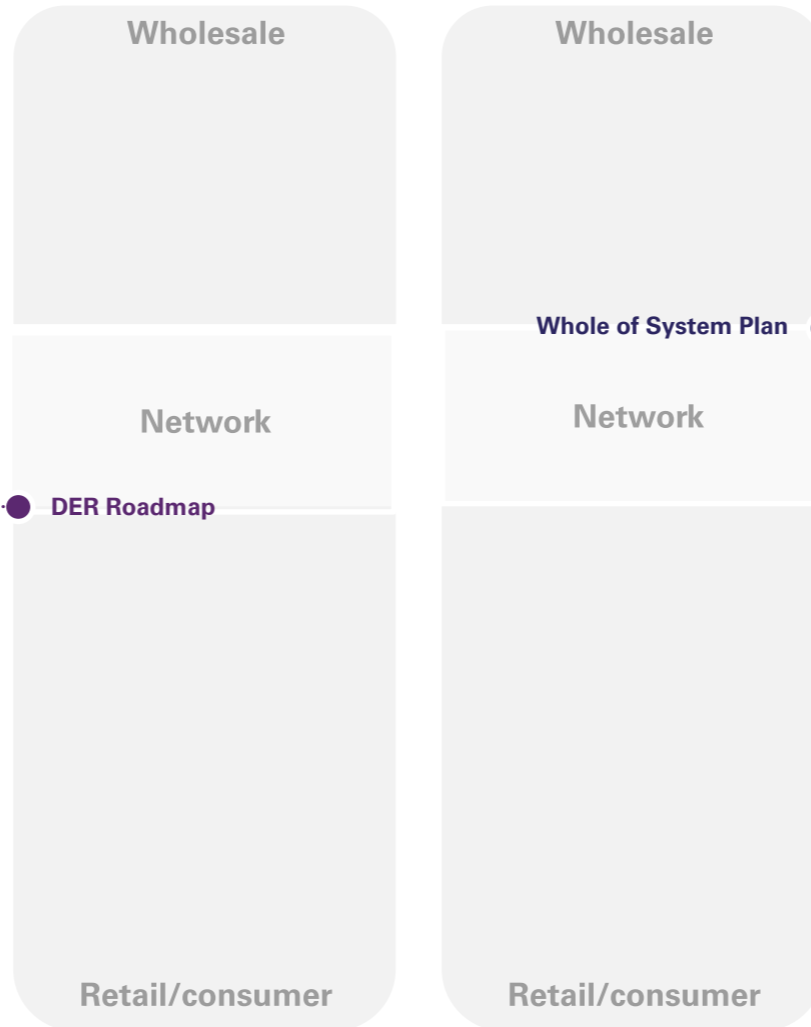 Wholesale
Network
DER Roadmap
Retail/consumer
Wholesale
Whole of System Plan
Network
Retail/consumer